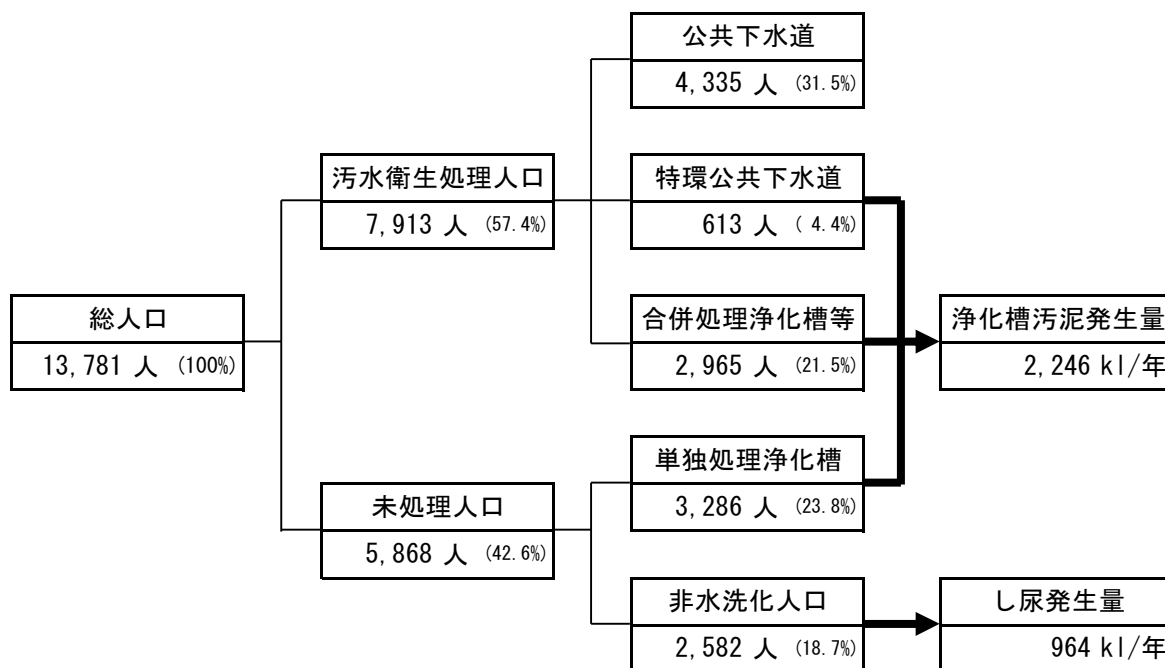 公共下水道
4,335 人 (31.5%)
汚水衛生処理人口
7,913 人 (57.4%)
特環公共下水道
613 人 ( 4.4%)
総人口
13,781 人 (100%)
合併処理浄化槽等
2,965 人 (21.5%)
浄化槽汚泥発生量
2,246 kl/年
単独処理浄化槽
3,286 人 (23.8%)
未処理人口
5,868 人 (42.6%)
非水洗化人口
2,582 人 (18.7%)
し尿発生量
964 kl/年